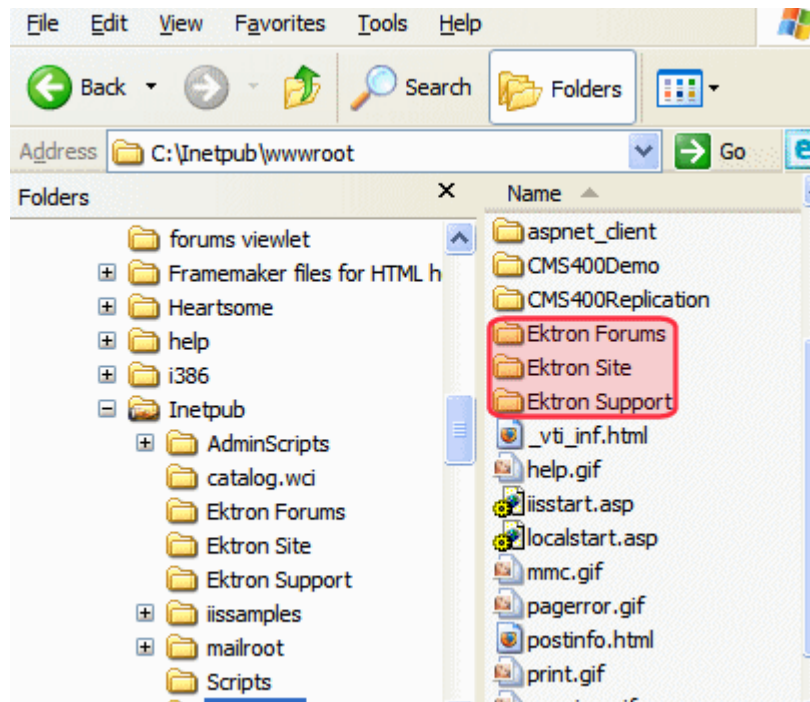 File Edit View Favorites Tools Help
Back Search Folders
Address C:\Inetpub\wwwroot Go
Folders
forums viewlet
Framemaker files for HTML h
Heartsome
help
i386
Inetpub
AdminScripts
catalog.wci
Ektron Forums
Ektron Site
Ektron Support
iissamples
mailroot
Scripts
Name
aspnet_client
CMS400Demo
CMS400Replication
Ektron Forums
Ektron Site
Ektron Support
_vti_inf.html
help.gif
iisstart.asp
localstart.asp
mmc.gif
pagerror.gif
postinfo.html
print.gif